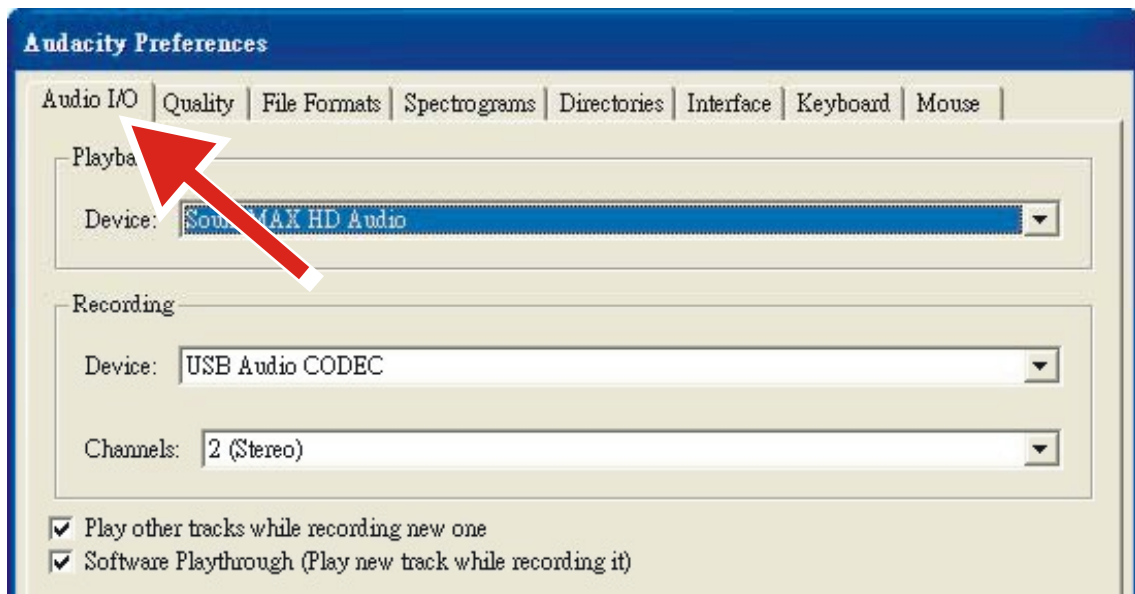 Audacity Preferences
Audio I/O Quality File Formats Spectrograms Directories Interface Keyboard Mouse
Device: HD Audio
Recording
Device: USB Audio CODEC
Channels: 2 (Stereo)
Play other tracks while recording new one
Software Playthrough (Play new track while recording it)